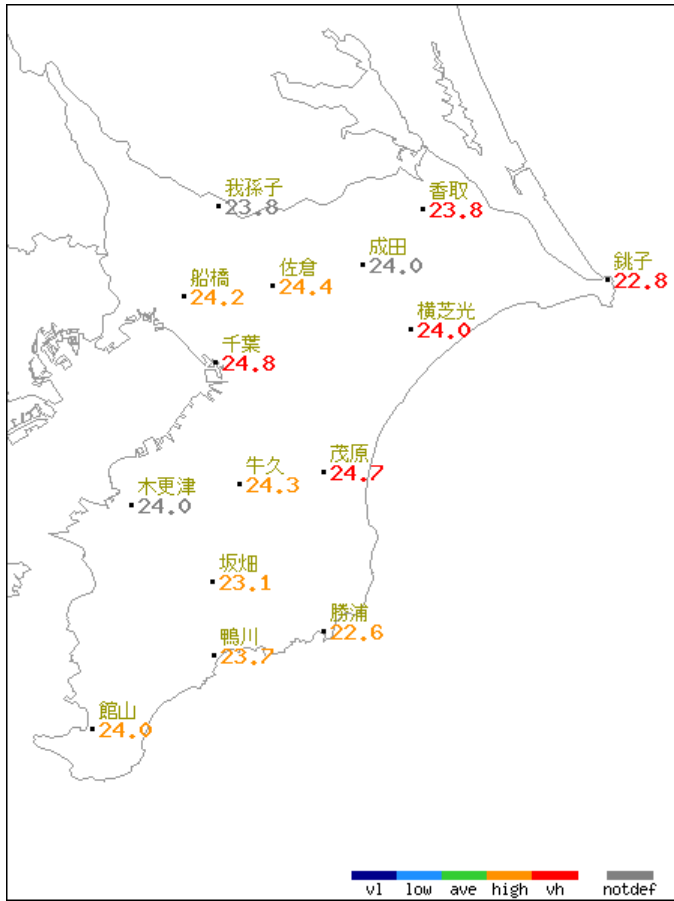 我孫子
23.8
香取
23.8
成田
24.0
銚子
22.8
船橋
24.2
佐倉
24.4
横芝光
24.0
千葉
24.8
茂原
24.7
牛久
24.3
木更津
24.0
坂畑
23.1
勝浦
22.6
鴨川
23.7
館山
24.0
vl low ave high vh notdef